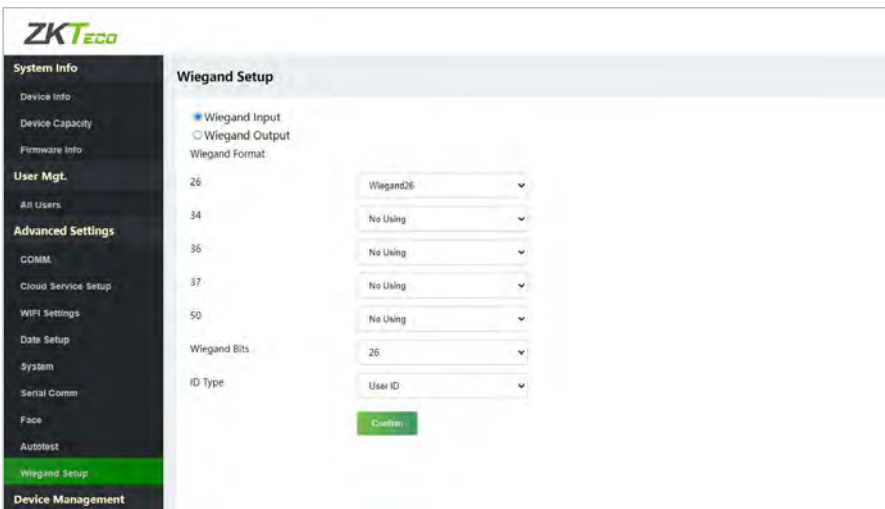 ZKTeco
System Info
Device Info
Device Capacity
Firmware Info
User Mgt.
All Users
Advanced Settings
COMM.
Cloud Service Setup
WIFI Settings
Date Setup
System
Serial Comm
Face
Autotest
Wiegand Setup
Device Management
Wiegand Setup
Wiegand Input
Wiegand Output
Wiegand Format
26 Wiegand26
34 No Using
36 No Using
37 No Using
50 No Using
Wiegand Bits 26
ID Type User ID
Confirm